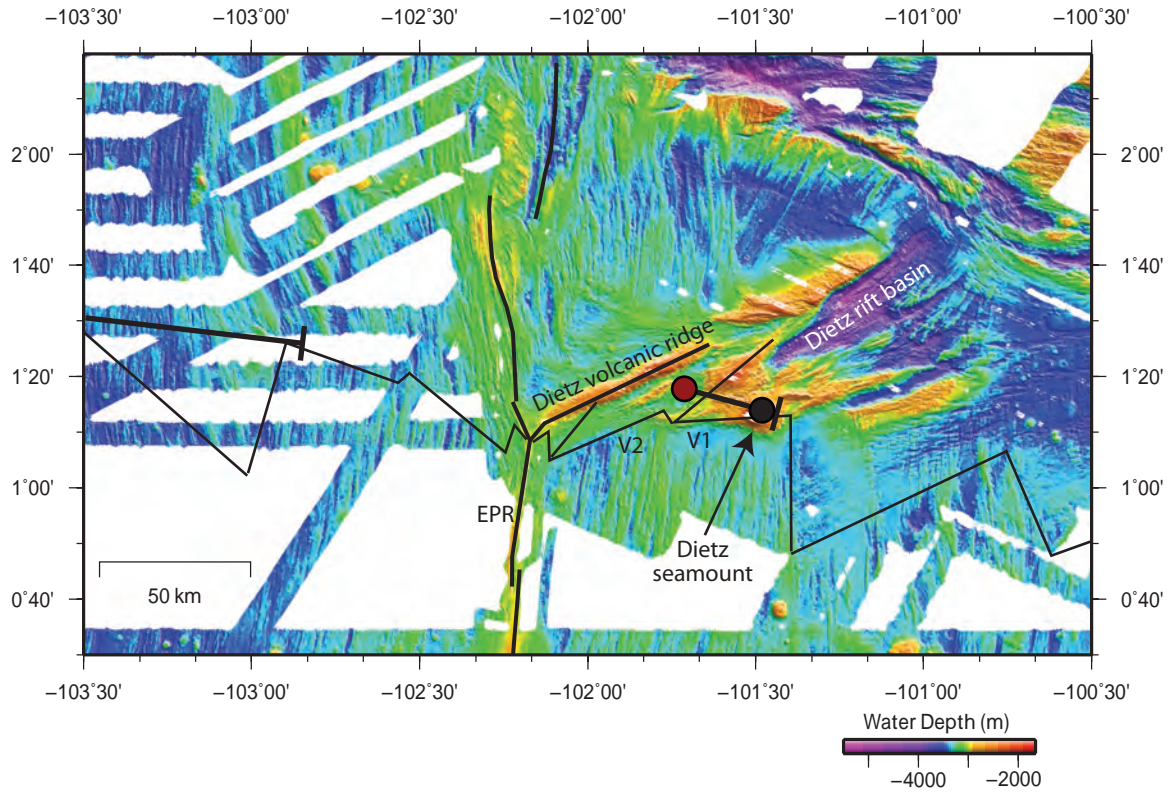 −103˚30' −103˚00' −102˚30' −102˚00' −101˚30' −101˚00' −100˚30'
2˚00' 2˚00'
1˚40' 1˚40'
Dietz rift basin
Dietz volcanic ridge
1˚20' 1˚20'
V2 V1
1˚00' 1˚00'
EPR
Dietz
seamount
50 km
0˚40' 0˚40'
−103˚30' −103˚00' −102˚30' −102˚00' −101˚30' −101˚00' −100˚30'
Water Depth (m)
−4000 −2000